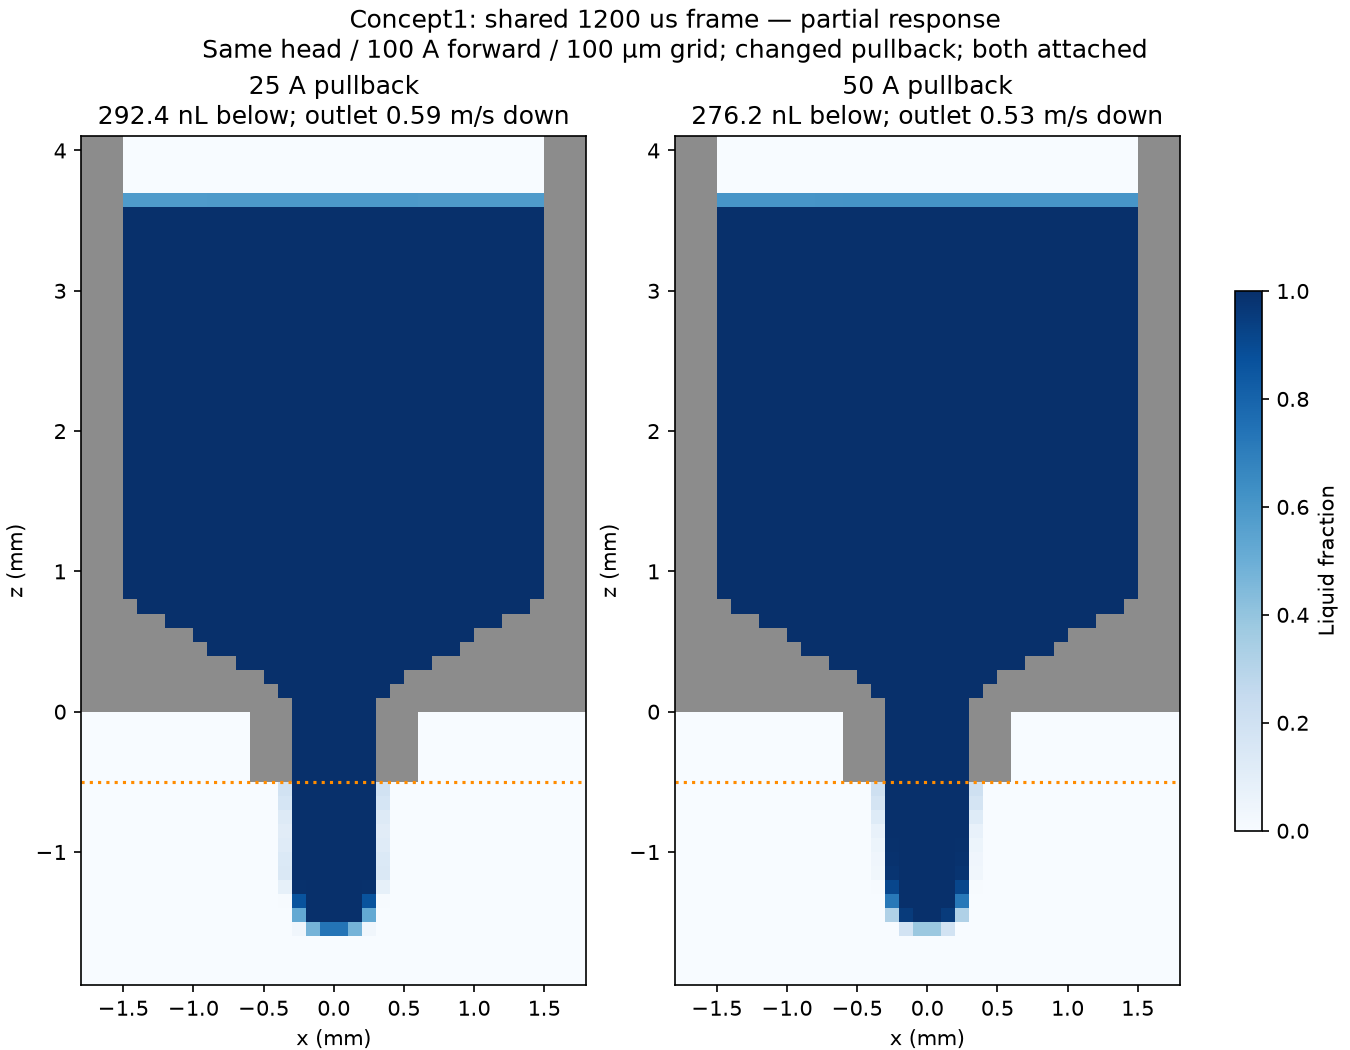 Concept1: shared 1200 us frame — partial response
Same head / 100 A forward / 100 µm grid; changed pullback; both attached
25 A pullback
292.4 nL below; outlet 0.59 m/s down
50 A pullback
276.2 nL below; outlet 0.53 m/s down
4
3
2
1
0
−1
z (mm)
−1.5 −1.0 −0.5 0.0 0.5 1.0 1.5
x (mm)
4
3
2
1
0
−1
z (mm)
−1.5 −1.0 −0.5 0.0 0.5 1.0 1.5
x (mm)
1.0
0.8
0.6
0.4
0.2
0.0
Liquid fraction